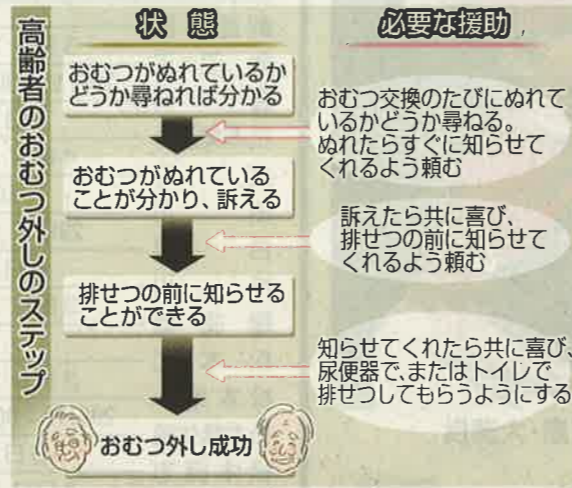 高齢者のおむつ外しのステップ
状態
必要な援助
おむつがぬれているか
どうか尋ねれば分かる
おむつ交換のたびにぬれて
いるかどうか尋ねる。
ぬれたらすぐに知らせて
くれるよう頼む
おむつがぬれている
ことが分かり、訴える
訴えたら共に喜び、
排せつの前に知らせて
くれるよう頼む
排せつの前に知らせる
ことができる
知らせてくれたら共に喜び、
尿便器で、またはトイレで
排せつしてもらうようにする
おむつ外し成功